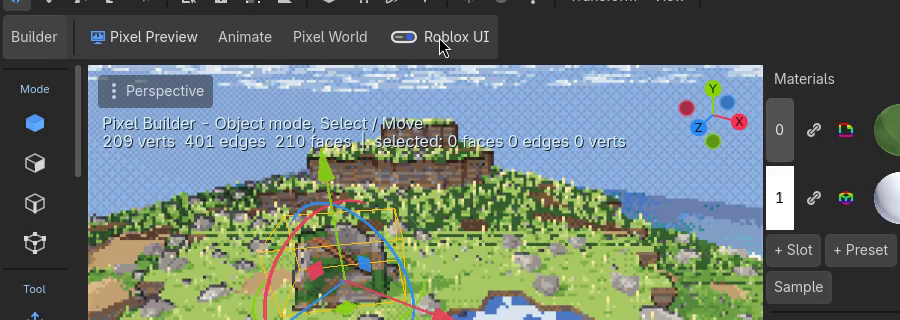 Builder Pixel Preview Animate Pixel World Roblox UI
Mode
Perspective
Pixel Builder - Object mode, Select / Move
209 verts 401 edges 210 faces | selected: 0 faces 0 edges 0 verts
Y
Z X
Materials
0
1
+ Slot + Preset
Sample
Tool